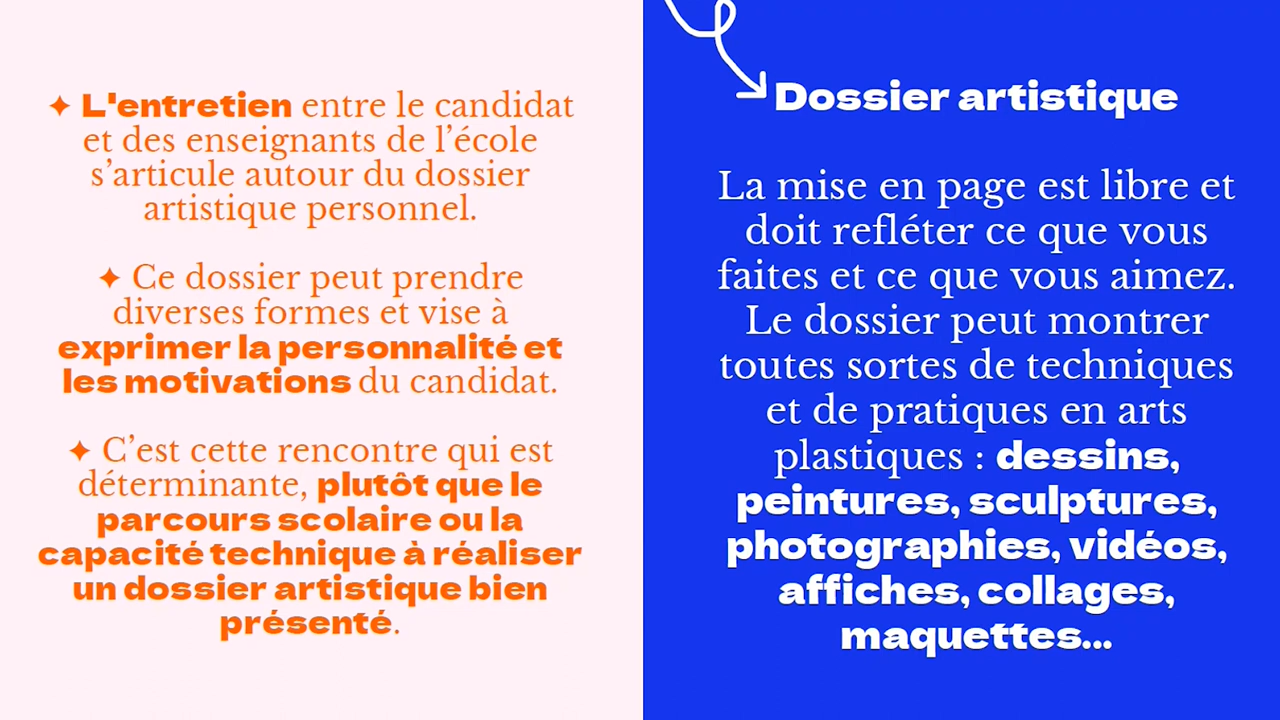 ✦ L'entretien entre le candidat
et des enseignants de l’école
s’articule autour du dossier
artistique personnel.
✦ Ce dossier peut prendre
diverses formes et vise à
exprimer la personnalité et
les motivations du candidat.
✦ C’est cette rencontre qui est
déterminante, plutôt que le
parcours scolaire ou la
capacité technique à réaliser
un dossier artistique bien
présenté.
Dossier artistique
La mise en page est libre et
doit refléter ce que vous
faites et ce que vous aimez.
Le dossier peut montrer
toutes sortes de techniques
et de pratiques en arts
plastiques : dessins,
peintures, sculptures,
photographies, vidéos,
affiches, collages,
maquettes...